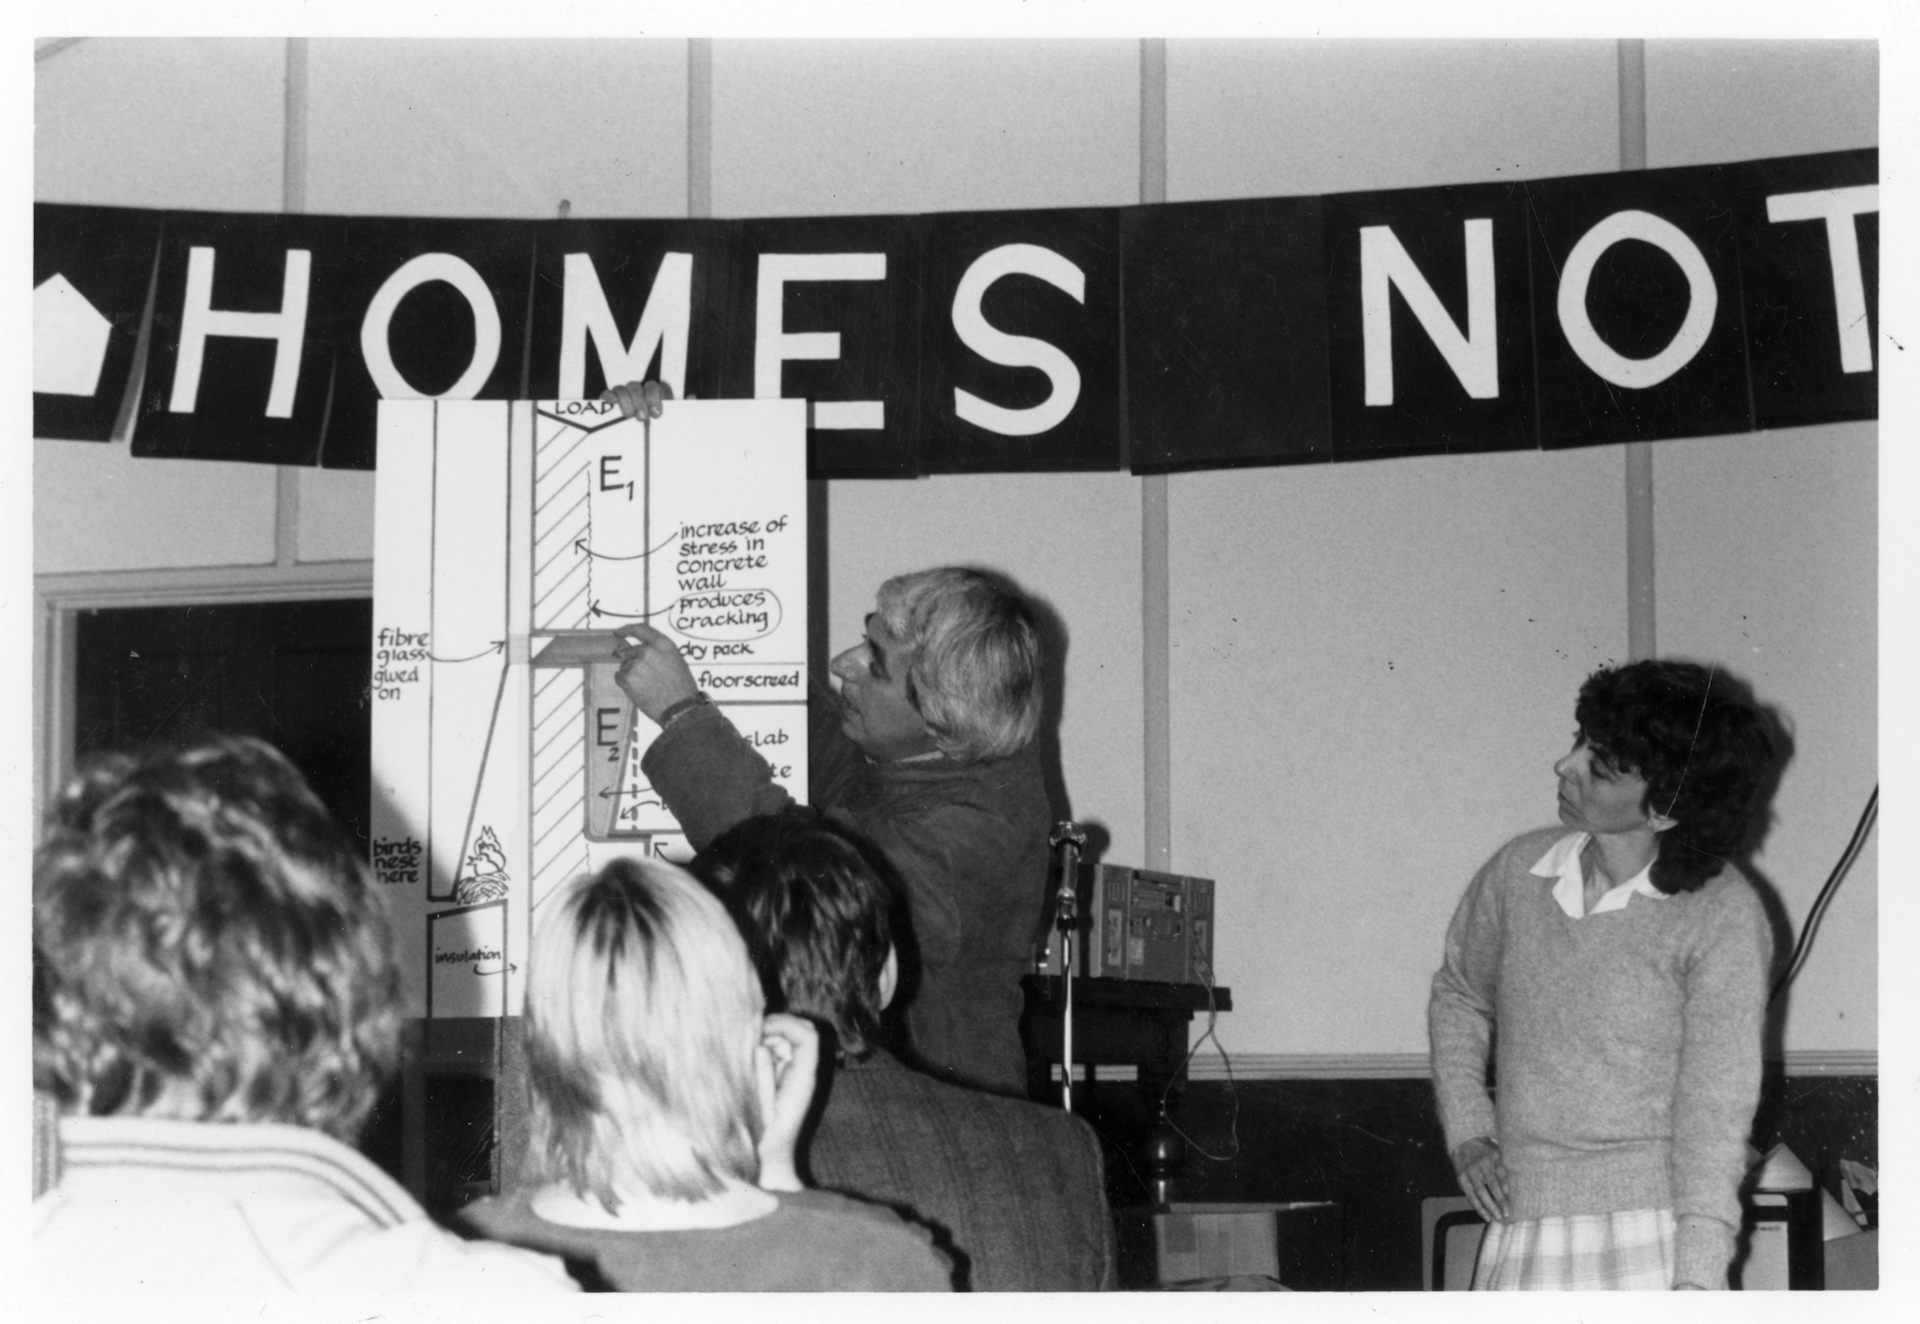 HOMES NOT
LOAD
E1
increase of
stress in
concrete
wall
produces
cracking
fibre
glass
glued
on
dry pack
floorscreed
E2
slab
birds
nest
here
insulation